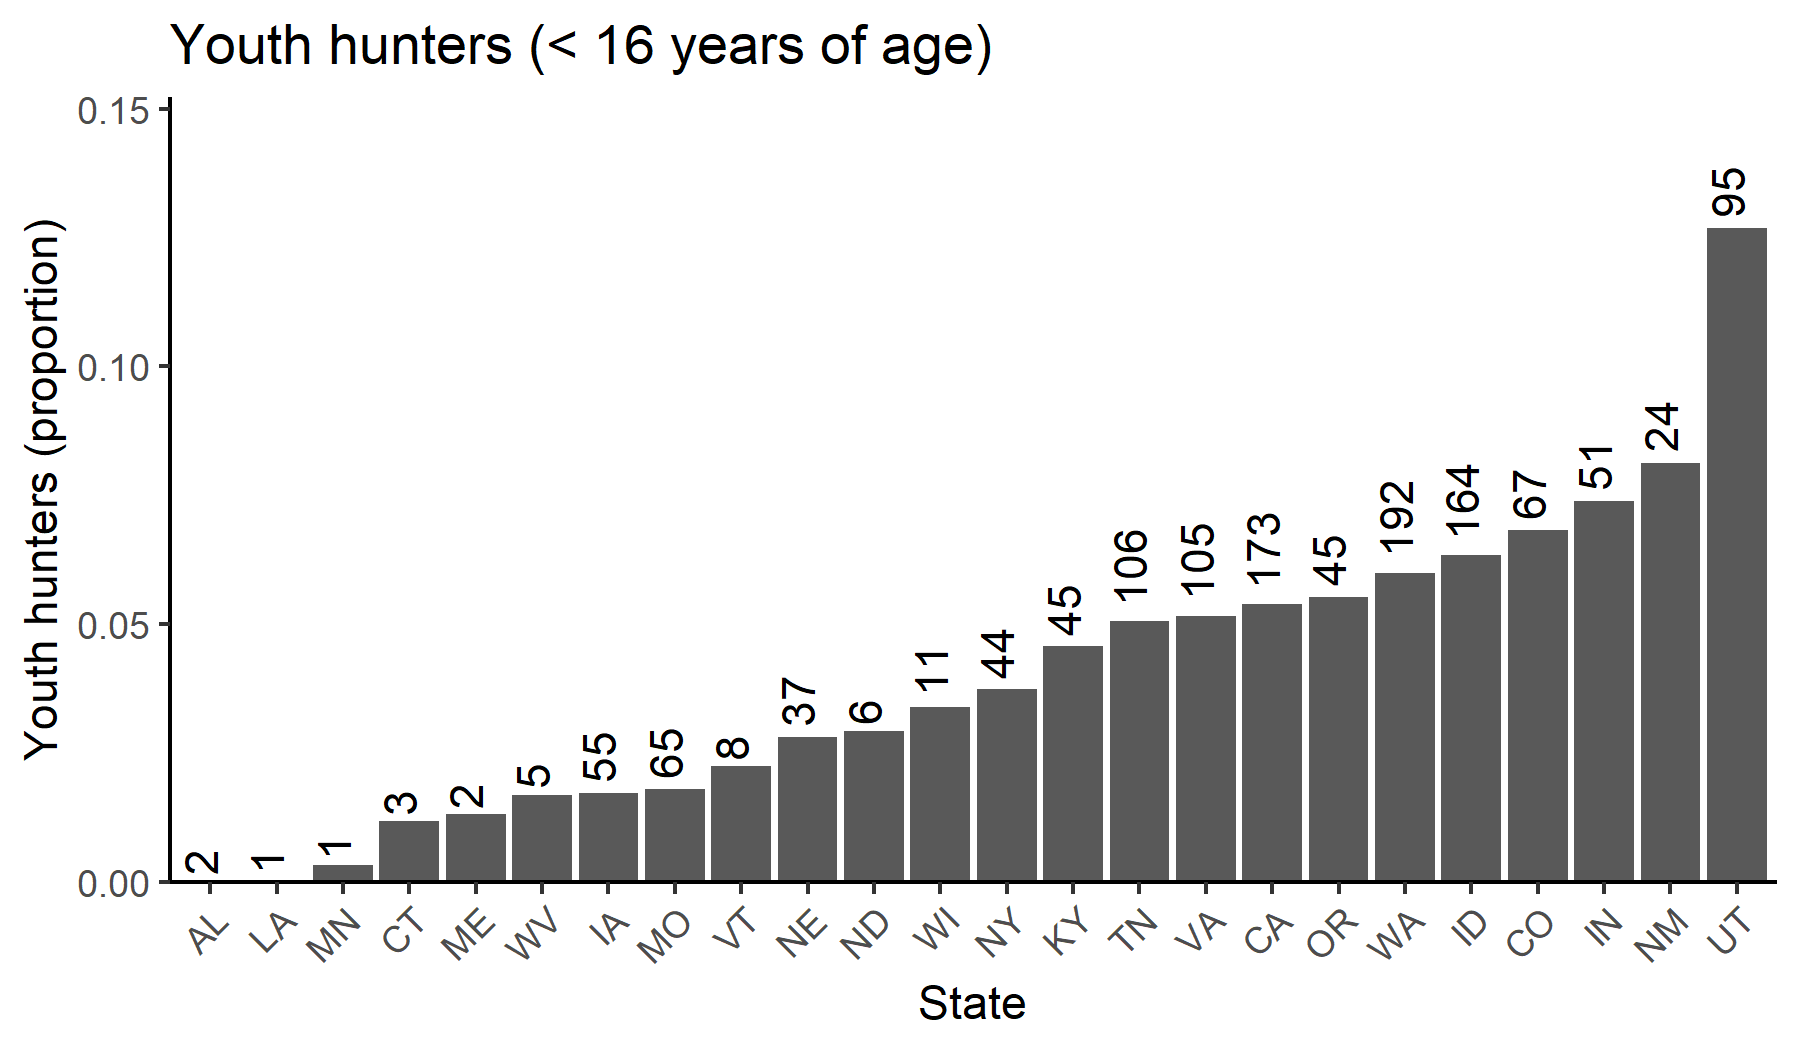 Youth hunters (< 16 years of age)
Youth hunters (proportion)
0.15
0.10
0.05
0.00
2
1
1
3
2
5
55
65
8
37
6
11
44
45
106
105
173
45
192
164
67
51
24
95
AL
LA
MN
CT
ME
WV
IA
MO
VT
NE
ND
WI
NY
KY
TN
VA
CA
OR
WA
ID
CO
IN
NM
UT
State